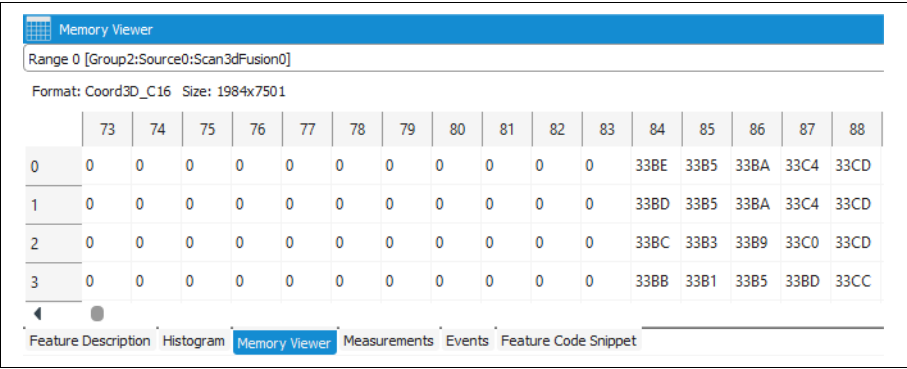 Memory Viewer
Range 0 [Group2:Source0:Scan3dFusion0]
Format: Coord3D_C16 Size: 1984x7501
73 74 75 76 77 78 79 80 81 82 83 84 85 86 87 88
0 0 0 0 0 0 0 0 0 0 0 0 33BE 33B5 33BA 33C4 33CD
1 0 0 0 0 0 0 0 0 0 0 0 33BD 33B5 33BA 33C4 33CD
2 0 0 0 0 0 0 0 0 0 0 0 33BC 33B3 33B9 33C0 33CD
3 0 0 0 0 0 0 0 0 0 0 0 33BB 33B1 33B5 33BD 33CC
Feature Description Histogram Memory Viewer Measurements Events Feature Code Snippet